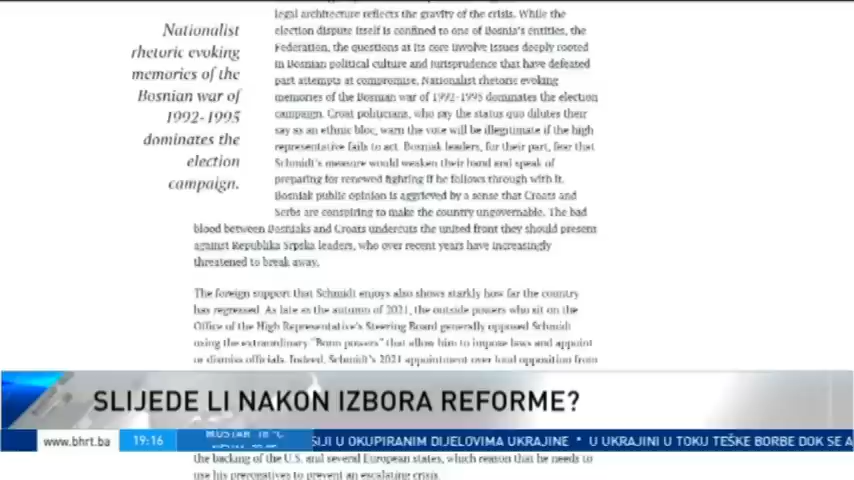 legal architecture reflects the gravity of the crisis. While the
election dispute itself is confined to one of Bosnia's entities, the
Federation, the questions at its core involve issues deeply rooted
in Bosnian political culture and jurisprudence that have defeated
past attempts at compromise. Nationalist rhetoric evoking
memories of the Bosnian war of 1992-1995 dominates the election
campaign. Croat politicians, who say the status quo dilutes their
say as an ethnic bloc, warn the vote will be illegitimate if the high
representative fails to act. Bosniak leaders, for their part, fear that
Schmidt's measure would weaken their hand and speak of
preparing for renewed fighting if he follows through with it.
Bosniak public opinion is aggrieved by a sense that Croats and
Serbs are conspiring to make the country ungovernable. The bad
blood between Bosniaks and Croats undercuts the united front they should present
against Republika Srpska leaders, who over recent years have increasingly
threatened to break away.
Nationalist
rhetoric evoking
memories of the
Bosnian war of
1992-1995
dominates the
election
campaign.
The foreign support that Schmidt enjoys also shows starkly how far the country
has regressed. As late as the autumn of 2021, the outside powers who sit on the
Office of the High Representative's Steering Board generally opposed Schmidt
using the extraordinary "Bonn powers" that allow him to impose laws and appoint
or dismiss officials. Indeed, Schmidt's 2021 appointment over loud opposition from
SLIJEDE LI NAKON IZBORA REFORME?
www.bhrt.ba 19:16 MOSTAR SIJI U OKUPIRANIM DIJELOVIMA UKRAJINE * U UKRAJINI U TOKU TEŠKE BORBE DOK SE A
the backing of the U.S. and several European states, which reason that he needs to
use his prerogatives to prevent an escalating crisis.